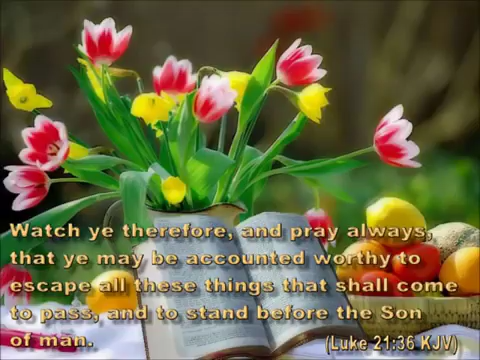 Watch ye therefore, and pray always,
that ye may be accounted worthy to
escape all these things that shall come
to pass, and to stand before the Son
of man.
(Luke 21:36 KJV)